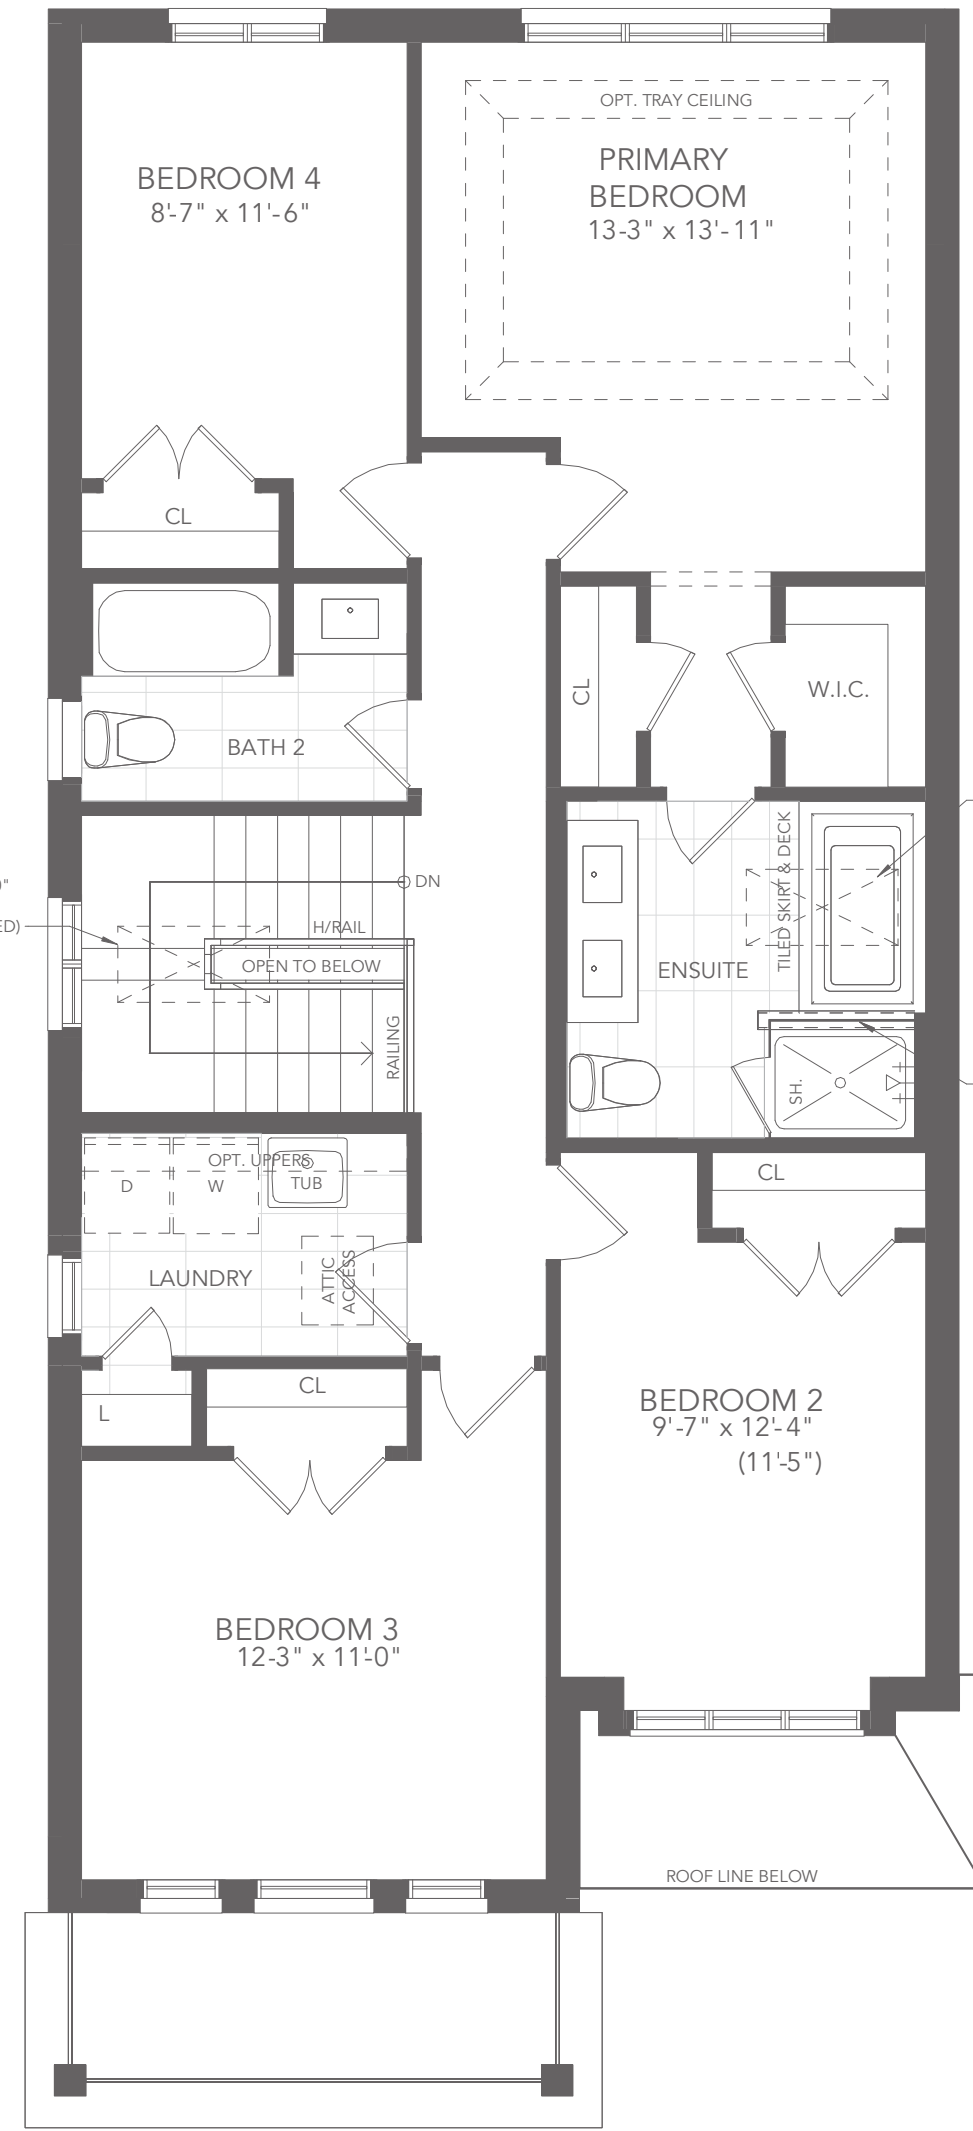 OPT. TRAY CEILING
PRIMARY
BEDROOM
13-3" x 13'-11"
BEDROOM 4
8'-7" x 11'-6"
CL
CL
W.I.C.
BATH 2
TILED SKIRT & DECK
DN
H/RAIL
OPEN TO BELOW
RAILING
ENSUITE
SH.
OPT. UPPERS
D
W
TUB
ATTIC
ACCESS
LAUNDRY
CL
L
CL
BEDROOM 2
9'-7" x 12'-4"
(11'-5")
BEDROOM 3
12-3" x 11'-0"
ROOF LINE BELOW